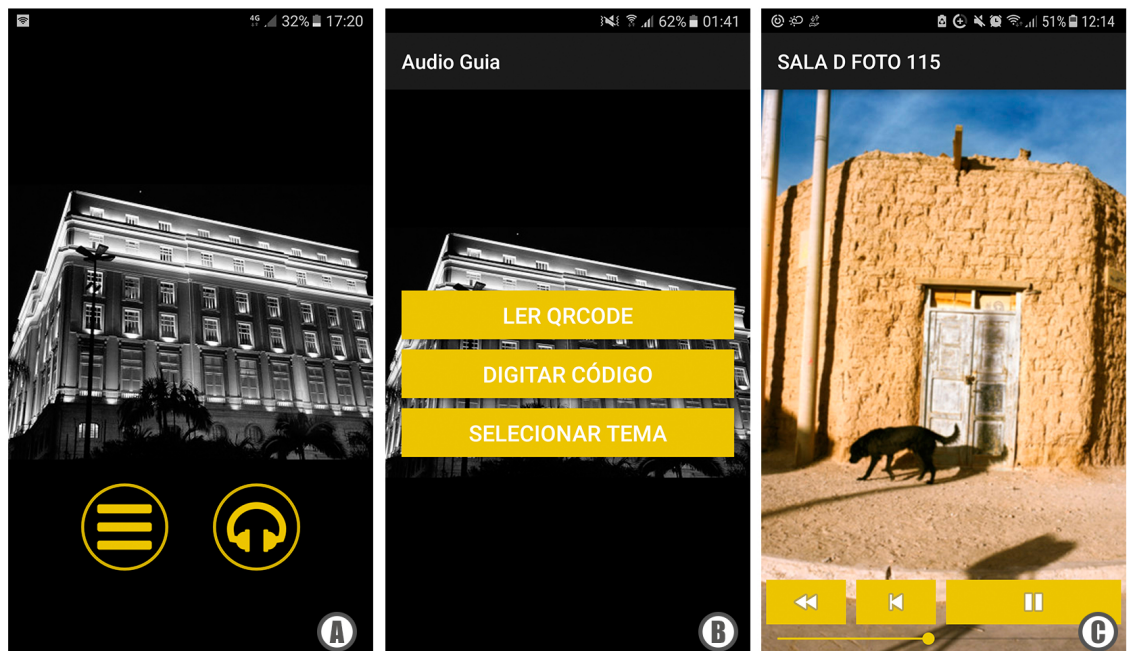 4G 32% 17:20
A
62% 01:41
Audio Guia
LER QRCODE
DIGITAR CÓDIGO
SELECIONAR TEMA
B
51% 12:14
SALA D FOTO 115
C